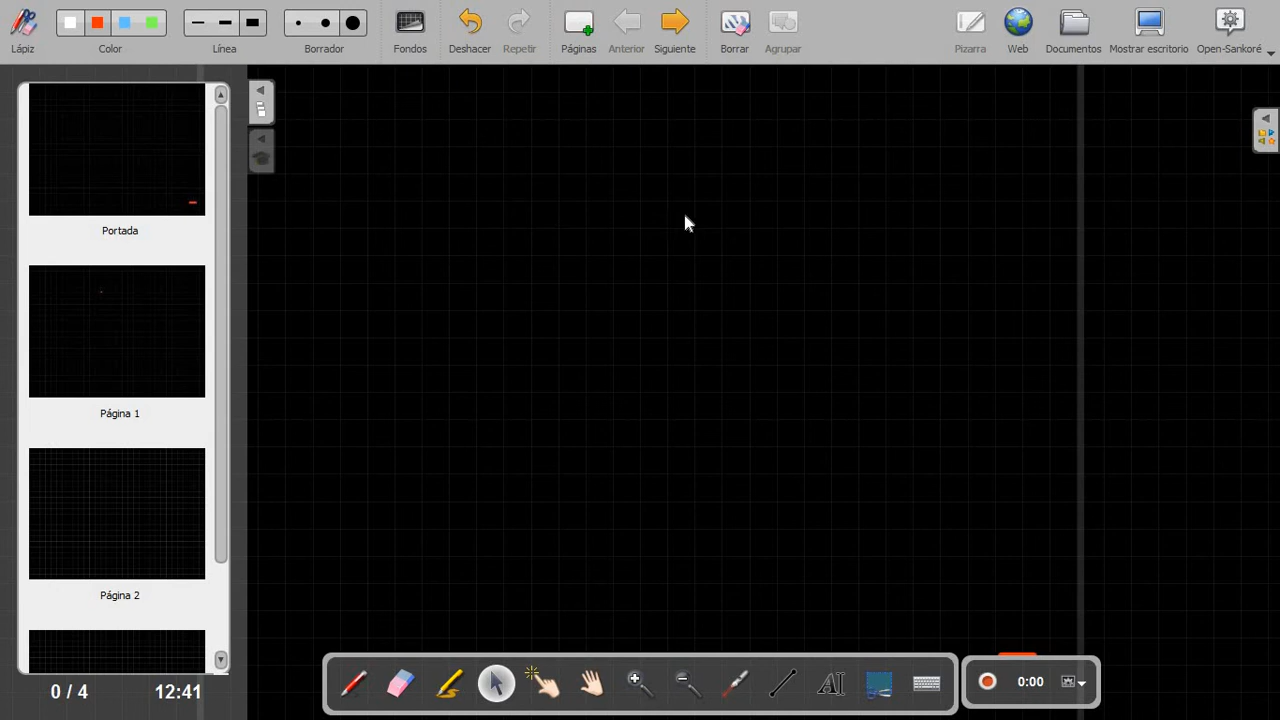 Lápiz
Color
Línea
Borrador
Fondos
Deshacer
Repetir
Páginas
Anterior
Siguiente
Borrar
Agrupar
Pizarra
Web
Documentos
Mostrar escritorio
Open-Sankoré
Portada
Página 1
Página 2
0 / 4
12:41
AI
0:00